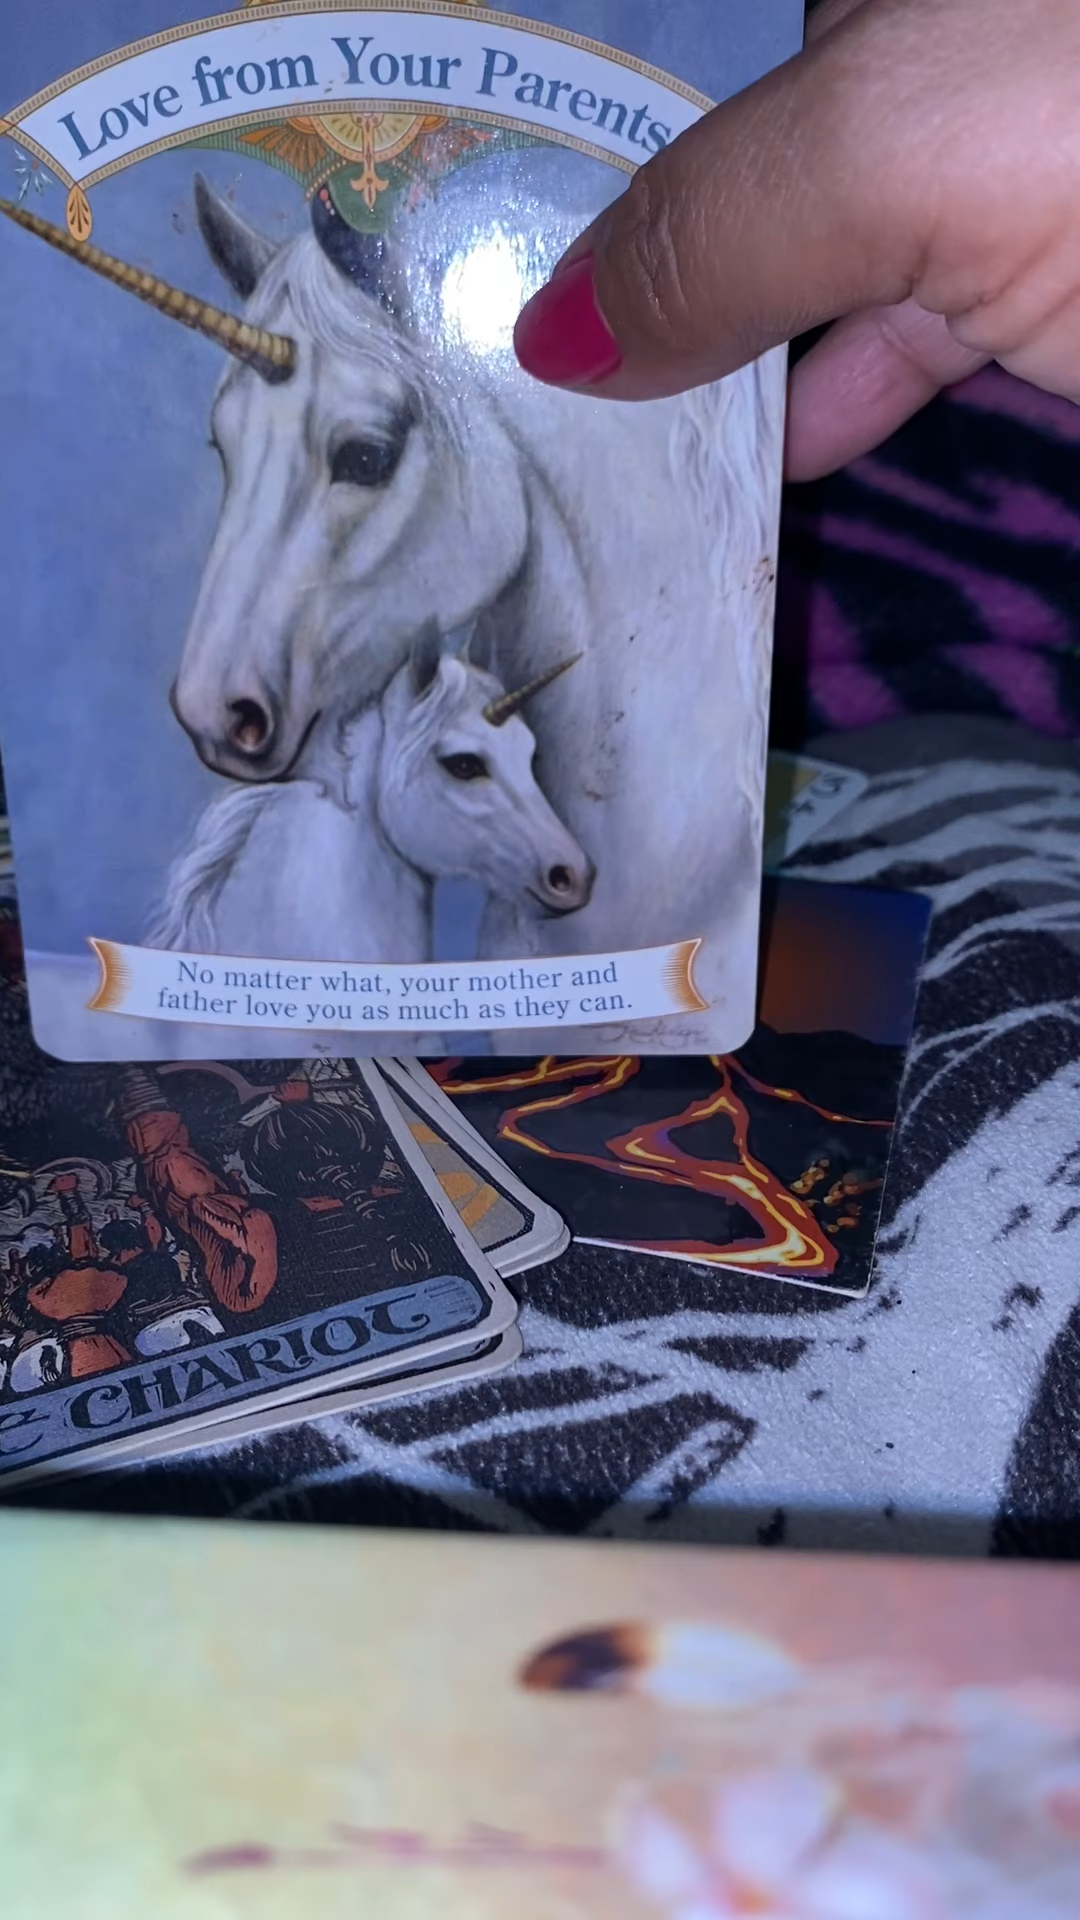 Love from Your Parents
No matter what, your mother and
father love you as much as they can.
CHARIOT